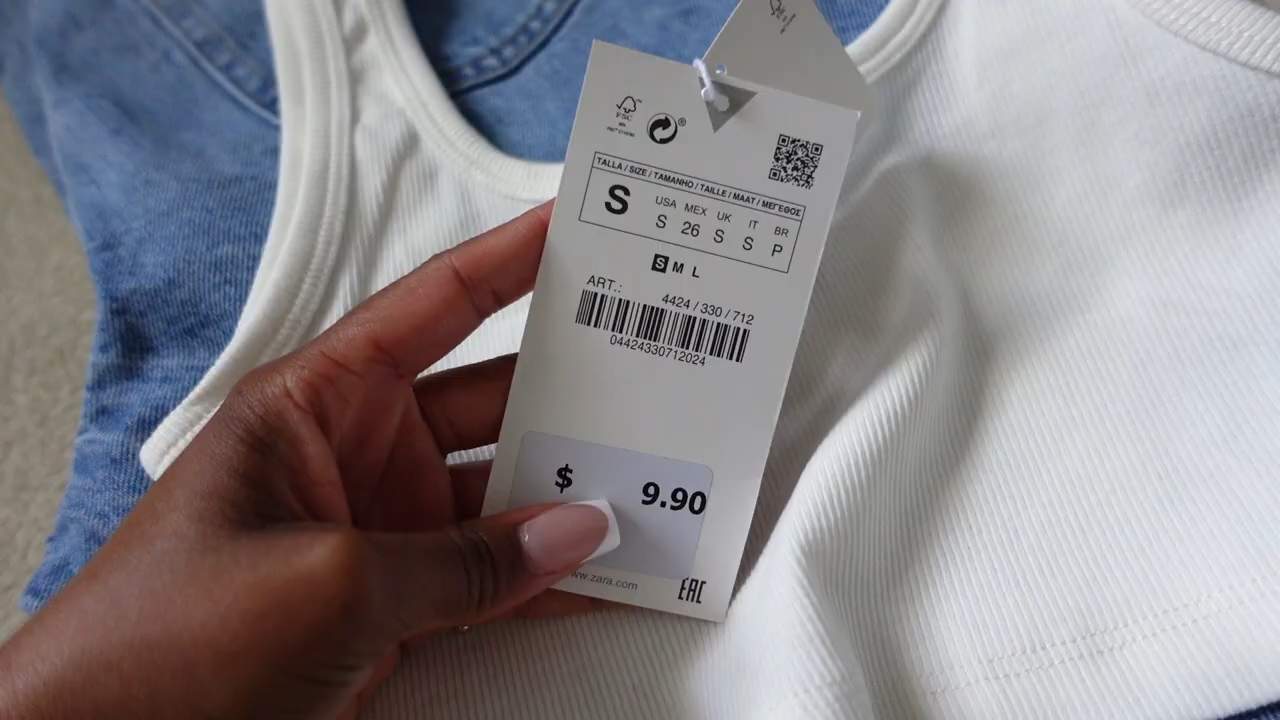 FSC
TALLA / SIZE / TAMANHO / TAILLE / MAAT / ΜΕΓΕΘΟΣ
S
USA MEX UK IT BR
S 26 S S P
S M L
ART.: 4424 / 330 / 712
04424330712024
$ 9.90
ww.zara.com
EAC